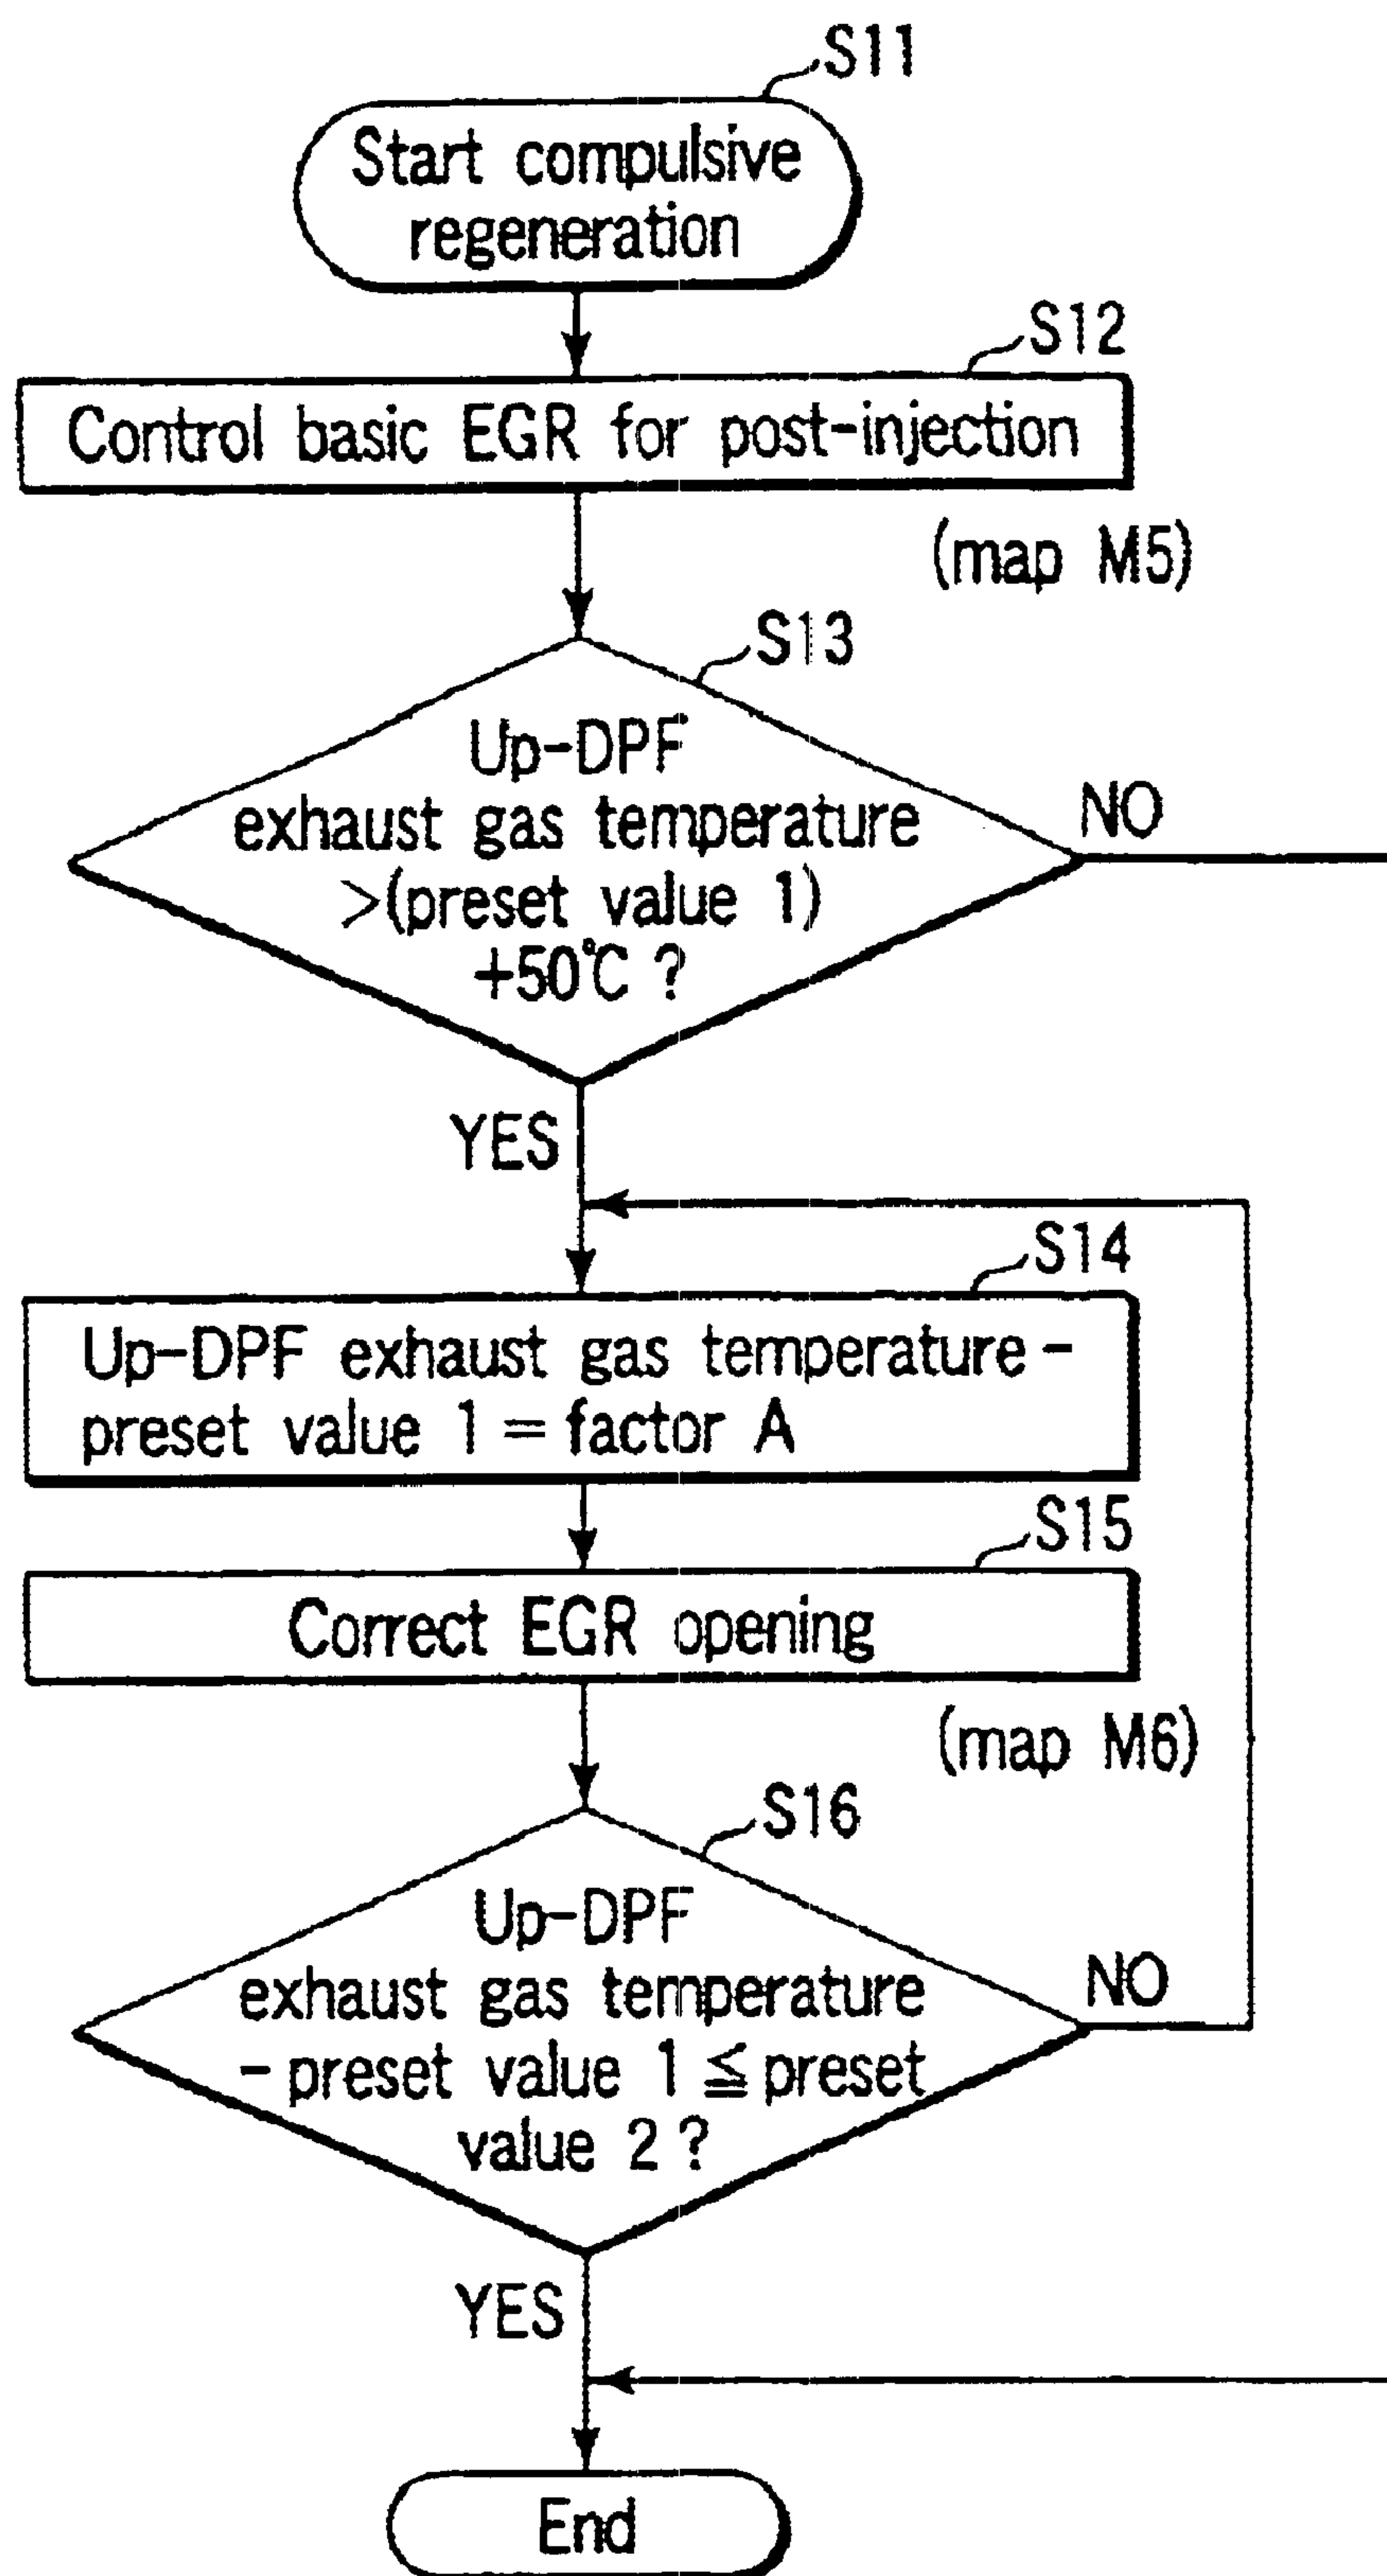 S11
Start compulsive
regeneration
S12
Control basic EGR for post-injection
(map M5)
S13
Up-DPF
exhaust gas temperature
>(preset value 1)
+50℃ ?
NO
YES
S14
Up-DPF exhaust gas temperature -
preset value 1 = factor A
S15
Correct EGR opening
(map M6)
S16
Up-DPF
exhaust gas temperature
- preset value 1 ≦ preset
value 2 ?
NO
YES
End